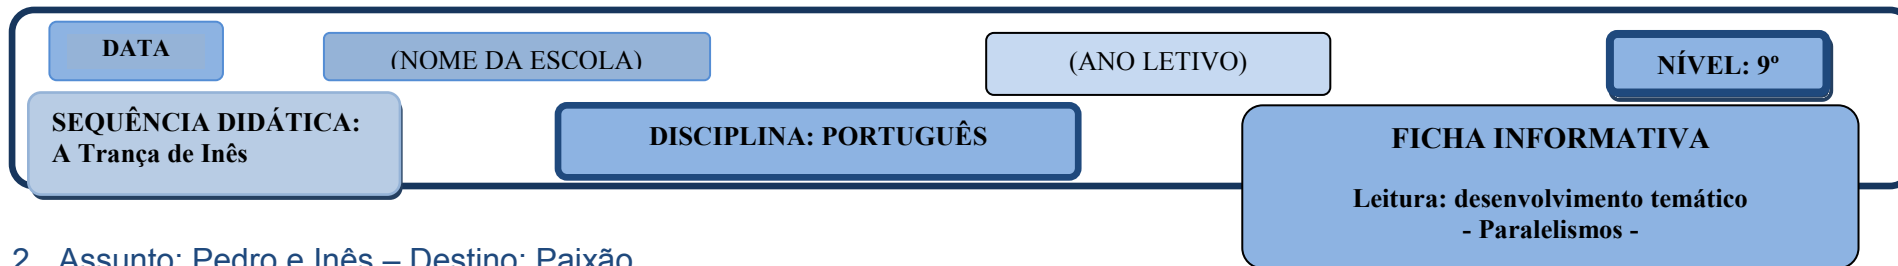 DATA
(NOME DA ESCOLA)
(ANO LETIVO)
NÍVEL: 9º
SEQUÊNCIA DIDÁTICA:
A Trança de Inês
DISCIPLINA: PORTUGUÊS
FICHA INFORMATIVA
Leitura: desenvolvimento temático
- Paralelismos -
2. Assunto: Pedro e Inês – Destino: Paixão